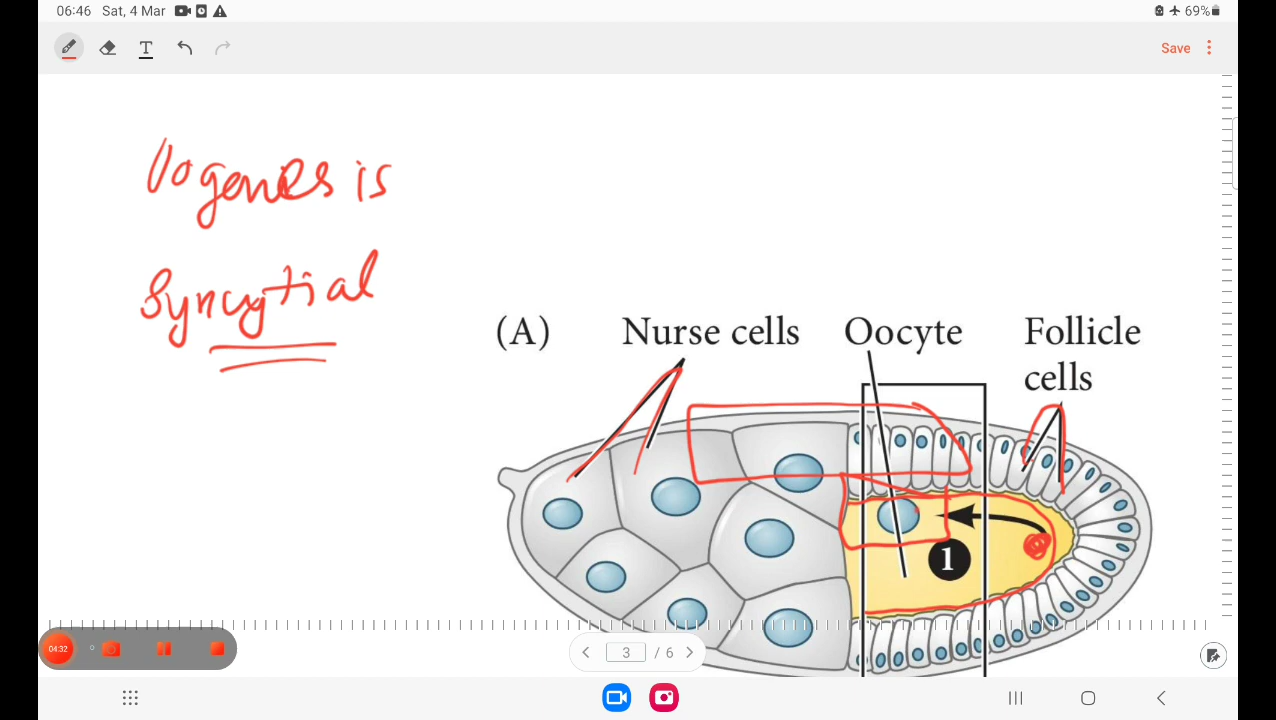 06:46 Sat, 4 Mar
69%
T
Save
Oogenies is
Syncytial
(A) Nurse cells Oocyte Follicle
cells
1
04:32
3 / 6